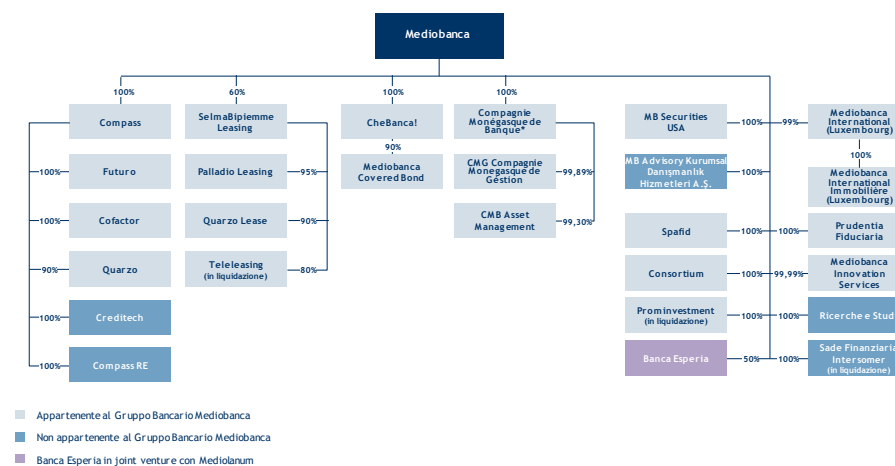 Mediobanca
100%
60%
100%
100%
Compass
SelmaBipiemme
Leasing
CheBanca!
Compagnie
Monégasque de
Banque*
MB Securities
USA
100%
99%
Mediobanca
International
(Luxembourg)
90%
100%
100%
Futuro
Palladio Leasing
95%
Mediobanca
Covered Bond
CMG Compagnie
Monegasque de
Géstion
99,89%
MB Advisory Kurumsal
Danışmanlık
Hizmetleri A.Ş.
100%
Mediobanca
International
Immobilière
(Luxembourg)
100%
Cofactor
Quarzo Lease
90%
CMB Asset
Management
99,30%
Spafid
100%
100%
Prudentia
Fiduciaria
90%
Quarzo
Teleleasing
(in liquidazione)
80%
Consortium
100%
99,99%
Mediobanca
Innovation
Services
100%
Creditech
Prominvestment
(in liquidazione)
100%
100%
Ricerche e Stud
100%
Compass RE
Banca Esperia
50%
100%
Sade Finanziaria
Intersomer
(in liquidazione)
Appartenente al Gruppo Bancario Mediobanca
Non appartenente al Gruppo Bancario Mediobanca
Banca Esperia in joint venture con Mediolanum